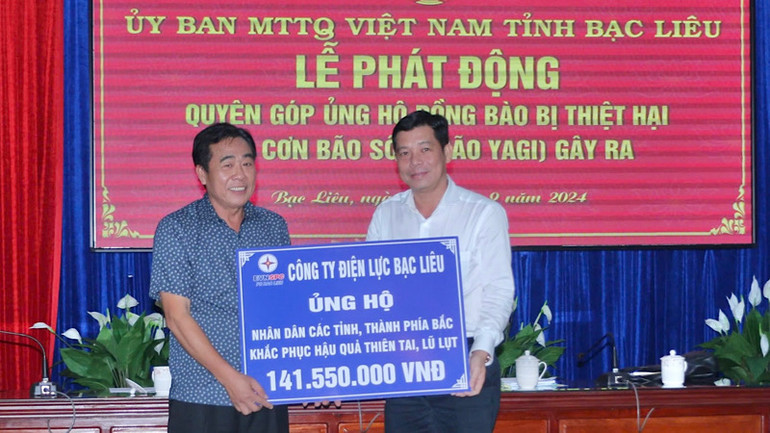 ỦY BAN MTTQ VIỆT NAM TỈNH BẠC LIÊU
LỄ PHÁT ĐỘNG
QUYÊN GÓP ỦNG HỘ ĐỒNG BÀO BỊ THIỆT HẠI
CƠN BÃO SỐ BÃO YAGI) GÂY RA
Bạc Liêu, 9 năm 2024
EVNSPC
CÔNG TY ĐIỆN LỰC BẠC LIÊU
ỦNG HỘ
NHÂN DÂN CÁC TỈNH, THÀNH PHÍA BẮC
KHẮC PHỤC HẬU QUẢ THIÊN TAI, LŨ LỤT
141.550.000 VNĐ